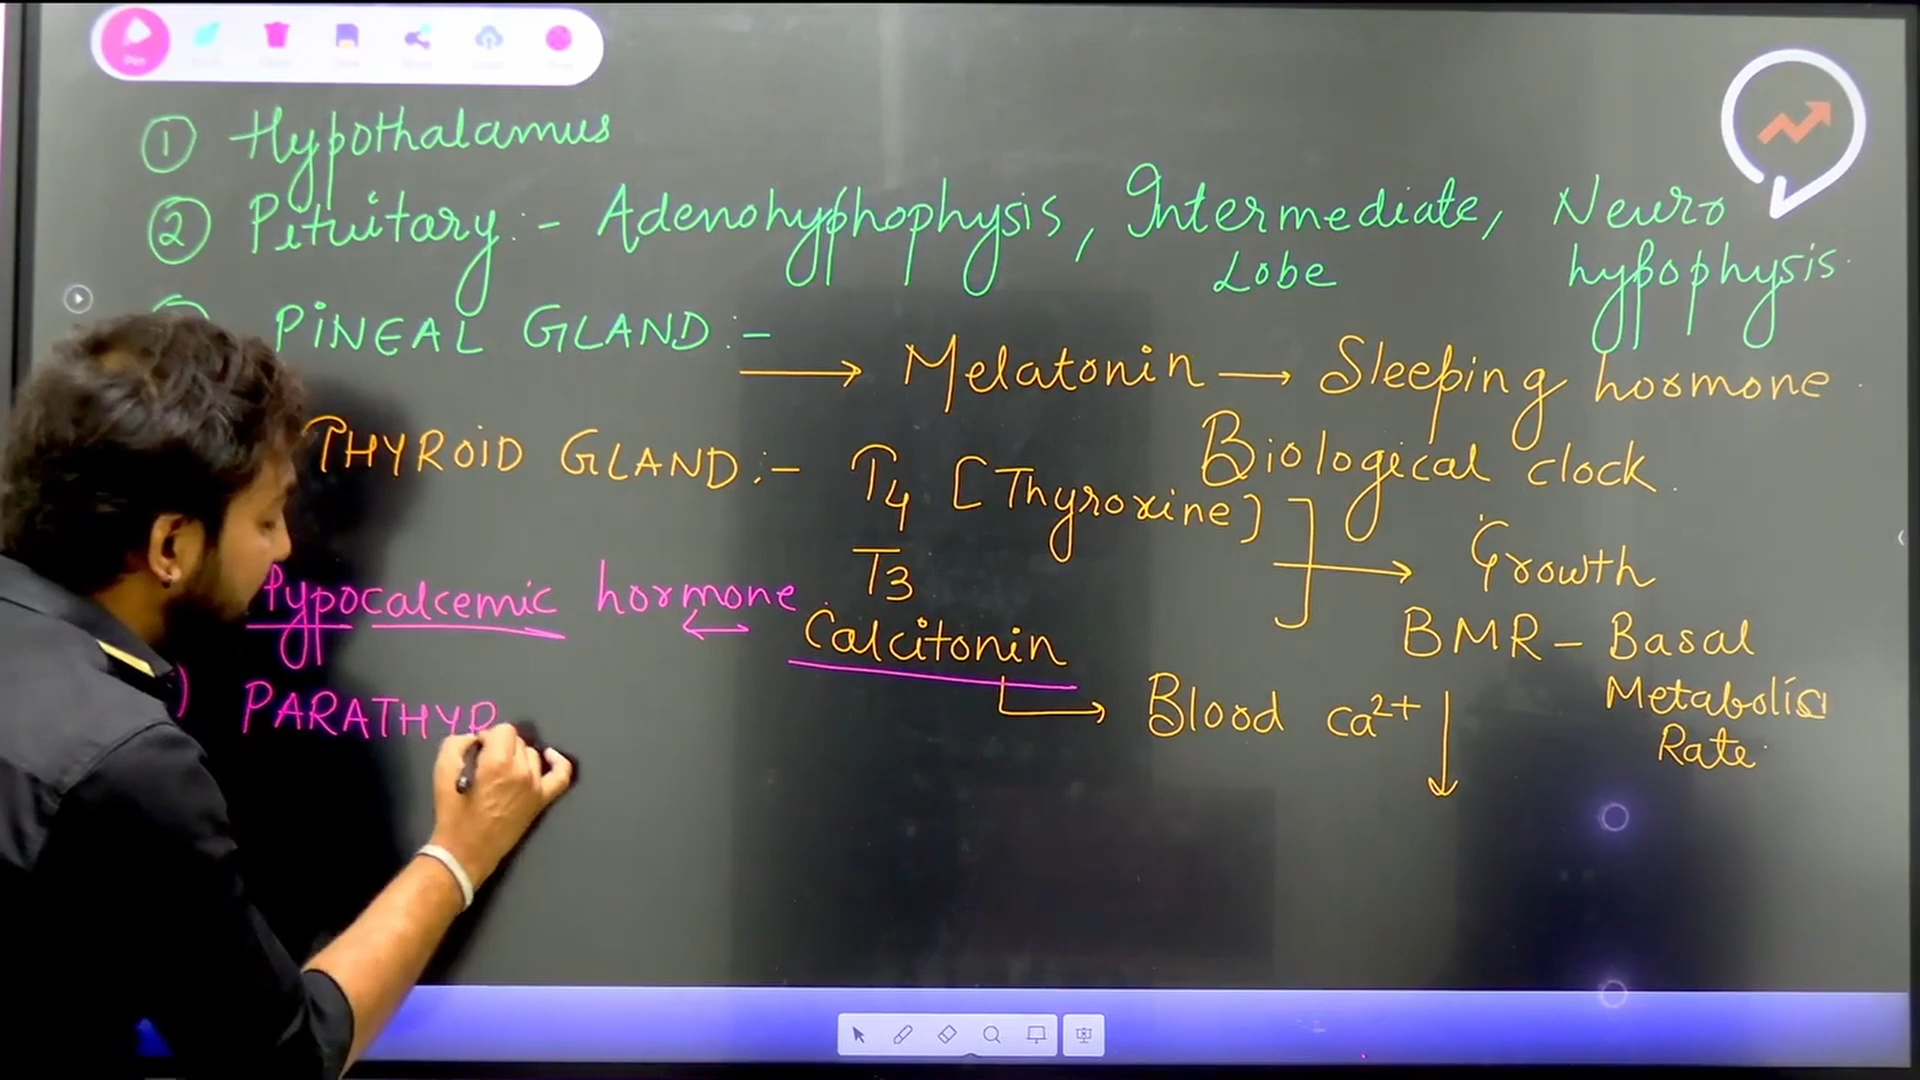 ① Hypothalamus
② Pituitary :- Adenohyphophysis, Intermediate Lobe, Neuro hypophysis
PiNEAL GLAND :-
→ Melatonin → Sleeping hormone
Biological clock
THYROiD GLAND :- T4 [Thyroxine]
T3
Growth
BMR - Basal Metabolic Rate
Hypocalcemic hormone
Calcitonin
Blood Ca²⁺ ↓
PARATHYR